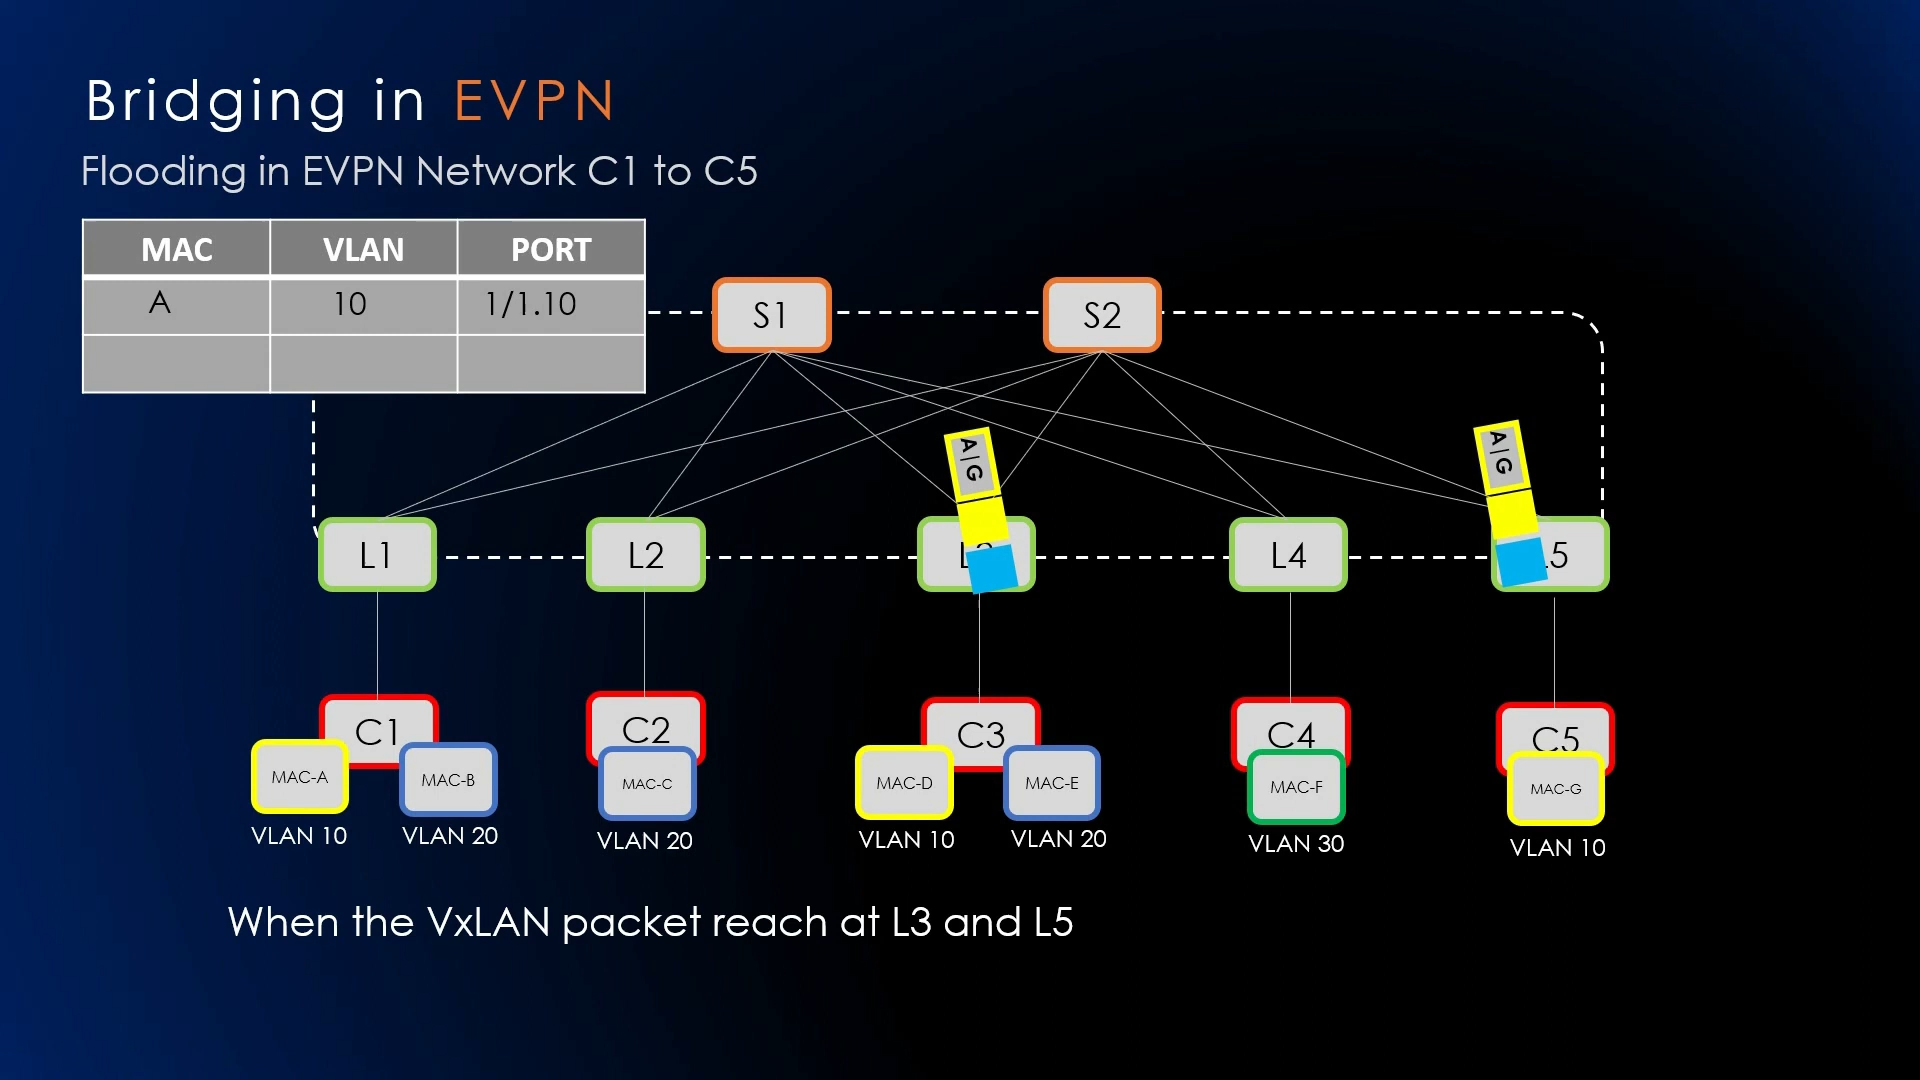 Bridging in EVPN
Flooding in EVPN Network C1 to C5
MAC VLAN PORT
A 10 1/1.10
S1 S2
A|G A|G
L1 L2 L4
C1 C2 C3 C4 C5
MAC-A MAC-B MAC-C MAC-D MAC-E MAC-F MAC-G
VLAN 10 VLAN 20 VLAN 20 VLAN 10 VLAN 20 VLAN 30 VLAN 10
When the VxLAN packet reach at L3 and L5